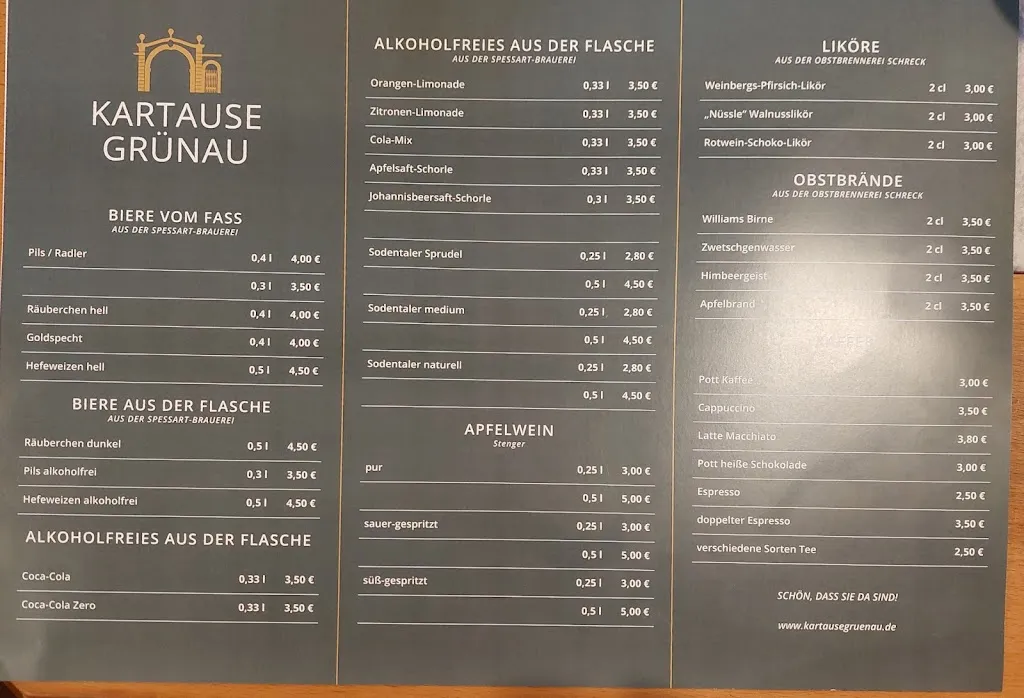 KARTAUSE
GRÜNAU
BIERE VOM FASS
AUS DER SPESSART-BRAUEREI
Pils / Radler 0,4 l 4,00 €
0,3 l 3,50 €
Räuberchen hell 0,4 l 4,00 €
Goldspecht 0,4 l 4,00 €
Hefeweizen hell 0,5 l 4,50 €
BIERE AUS DER FLASCHE
AUS DER SPESSART-BRAUEREI
Räuberchen dunkel 0,5 l 4,50 €
Pils alkoholfrei 0,3 l 3,50 €
Hefeweizen alkoholfrei 0,5 l 4,50 €
ALKOHOLFREIES AUS DER FLASCHE
Coca-Cola 0,33 l 3,50 €
Coca-Cola Zero 0,33 l 3,50 €
ALKOHOLFREIES AUS DER FLASCHE
AUS DER SPESSART-BRAUEREI
Orangen-Limonade 0,33 l 3,50 €
Zitronen-Limonade 0,33 l 3,50 €
Cola-Mix 0,33 l 3,50 €
Apfelsaft-Schorle 0,33 l 3,50 €
Johannisbeersaft-Schorle 0,3 l 3,50 €
Sodentaler Sprudel 0,25 l 2,80 €
0,5 l 4,50 €
Sodentaler medium 0,25 l 2,80 €
0,5 l 4,50 €
Sodentaler naturell 0,25 l 2,80 €
0,5 l 4,50 €
APFELWEIN
Stenger
pur 0,25 l 3,00 €
0,5 l 5,00 €
sauer-gespritzt 0,25 l 3,00 €
0,5 l 5,00 €
süß-gespritzt 0,25 l 3,00 €
0,5 l 5,00 €
LIKÖRE
AUS DER OBSTBRENNEREI SCHRECK
Weinbergs-Pfirsich-Likör 2 cl 3,00 €
„Nüssle“ Walnusslikör 2 cl 3,00 €
Rotwein-Schoko-Likör 2 cl 3,00 €
OBSTBRÄNDE
AUS DER OBSTBRENNEREI SCHRECK
Williams Birne 2 cl 3,50 €
Zwetschgenwasser 2 cl 3,50 €
Himbeergeist 2 cl 3,50 €
Apfelbrand 2 cl 3,50 €
Pott Kaffee 3,00 €
Cappuccino 3,50 €
Latte Macchiato 3,80 €
Pott heiße Schokolade 3,00 €
Espresso 2,50 €
doppelter Espresso 3,50 €
verschiedene Sorten Tee 2,50 €
SCHÖN, DASS SIE DA SIND!
www.kartausegruenau.de